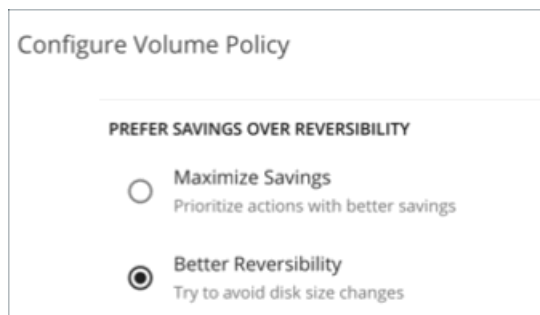 Configure Volume Policy
PREFER SAVINGS OVER REVERSIBILITY
Maximize Savings
Prioritize actions with better savings
Better Reversibility
Try to avoid disk size changes